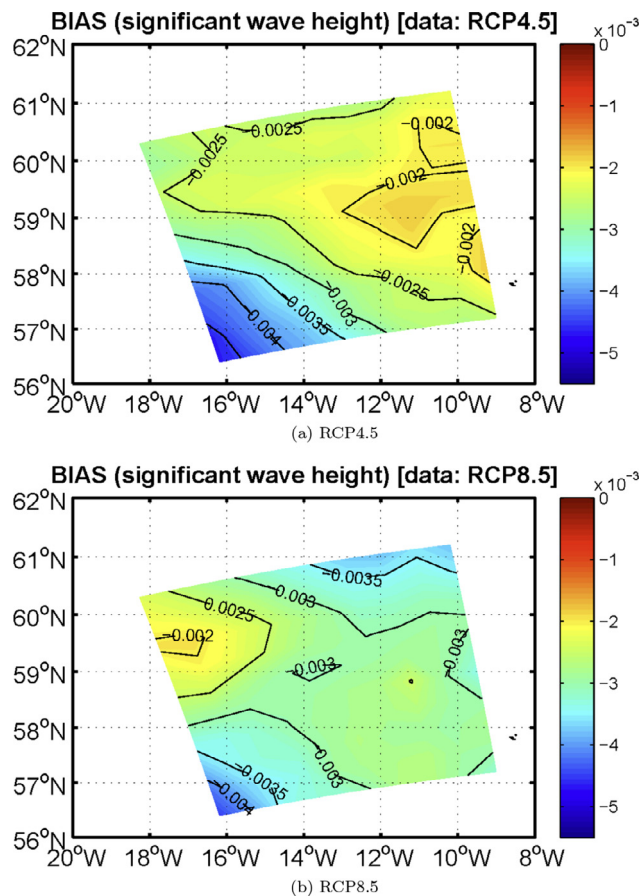 BIAS (significant wave height) [data: RCP4.5]
62°N
61°N
60°N
59°N
58°N
57°N
56°N
20°W 18°W 16°W 14°W 12°W 10°W 8°W
x 10⁻³
0
−1
−2
−3
−4
−5
−0.0025
−0.0025
−0.002
−0.002
−0.002
−0.0025
−0.003
−0.0035
−0.004
(a) RCP4.5
BIAS (significant wave height) [data: RCP8.5]
62°N
61°N
60°N
59°N
58°N
57°N
56°N
20°W 18°W 16°W 14°W 12°W 10°W 8°W
x 10⁻³
0
−1
−2
−3
−4
−5
−0.0035
−0.003
0.0025
−0.002
−0.003
−0.003
−0.003
−0.0035
−0.004
(b) RCP8.5